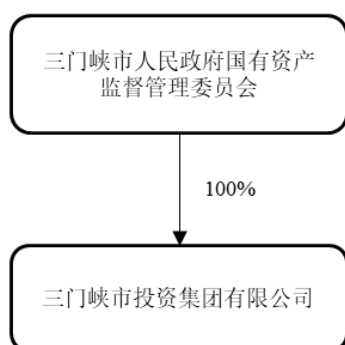 三门峡市人民政府国有资产
监督管理委员会
100%
三门峡市投资集团有限公司